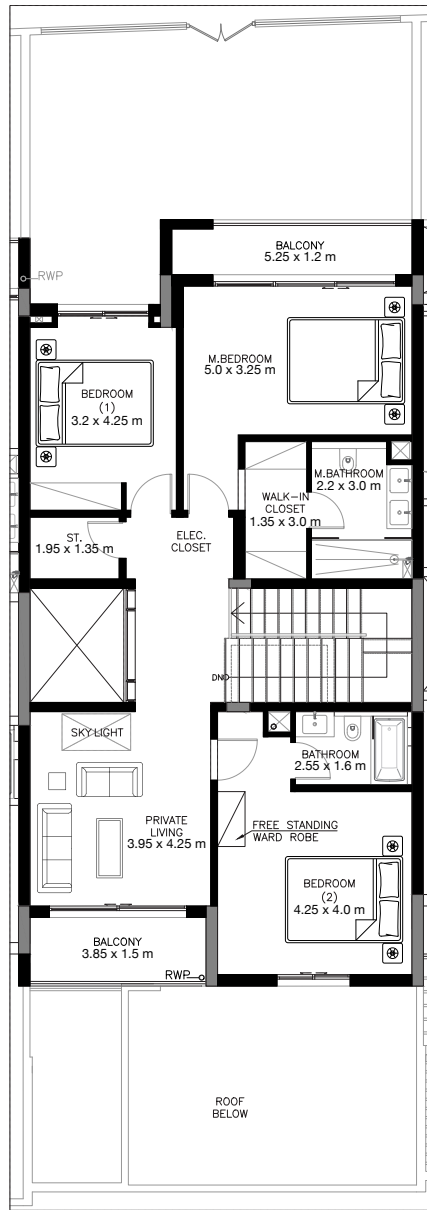 BALCONY
5.25 x 1.2 m
RWP
M.BEDROOM
5.0 x 3.25 m
BEDROOM
(1)
3.2 x 4.25 m
M.BATHROOM
2.2 x 3.0 m
WALK-IN
CLOSET
1.35 x 3.0 m
ST.
1.95 x 1.35 m
ELEC.
CLOSET
DN
SKY LIGHT
BATHROOM
2.55 x 1.6 m
PRIVATE
LIVING
3.95 x 4.25 m
FREE STANDING
WARD ROBE
BEDROOM
(2)
4.25 x 4.0 m
BALCONY
3.85 x 1.5 m
RWP
ROOF
BELOW